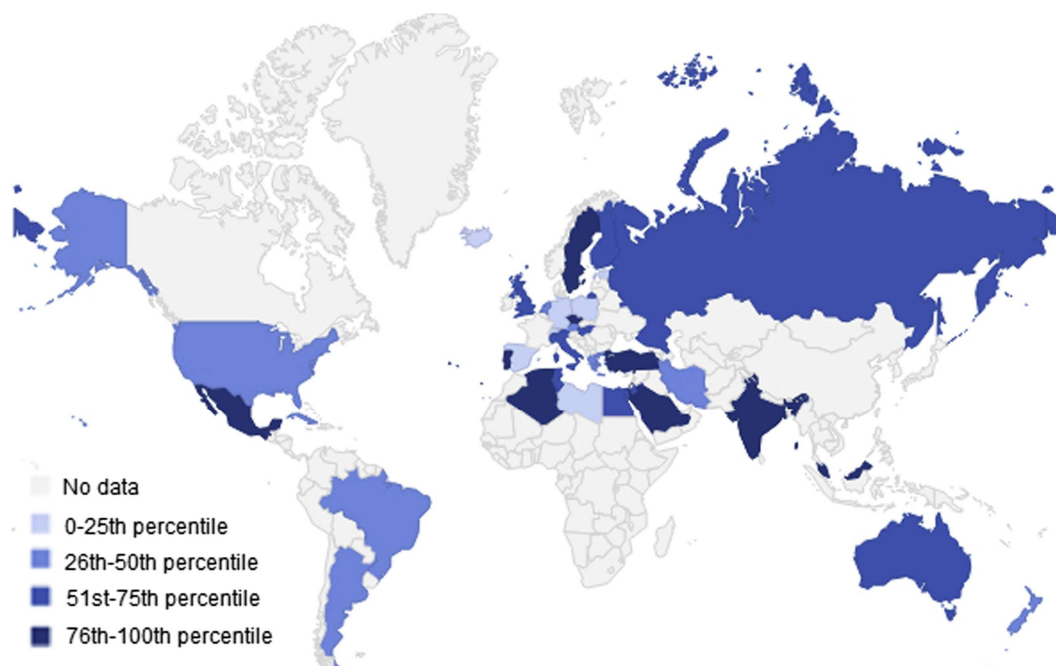 No data
0-25th percentile
26th-50th percentile
51st-75th percentile
76th-100th percentile